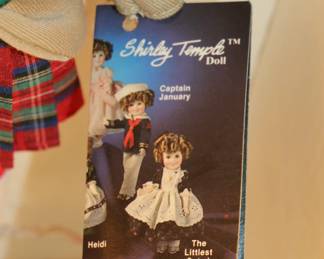 Shirley Temple™
Doll
Captain
January
Heidi
The
Littlest